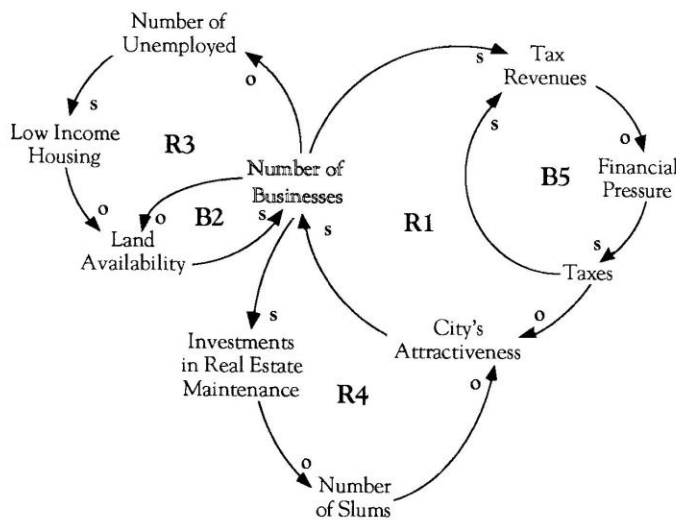 Number of
Unemployed
o
s
Low Income
Housing
R3
o
Land
Availability
o
B2
s
Number of
Businesses
s
Tax
Revenues
s
o
B5
Financial
Pressure
s
Taxes
R1
s
o
City's
Attractiveness
o
s
Investments
in Real Estate
Maintenance
R4
o
Number
of Slums